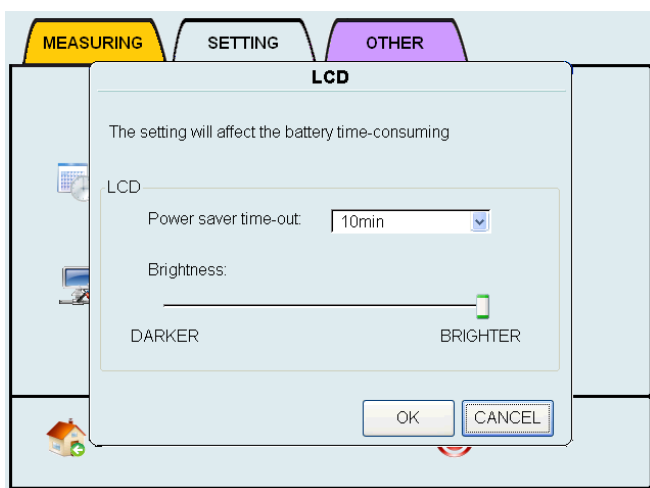 MEASURING SETTING OTHER
LCD
The setting will affect the battery time-consuming
LCD
Power saver time-out: 10min
Brightness:
DARKER BRIGHTER
OK CANCEL